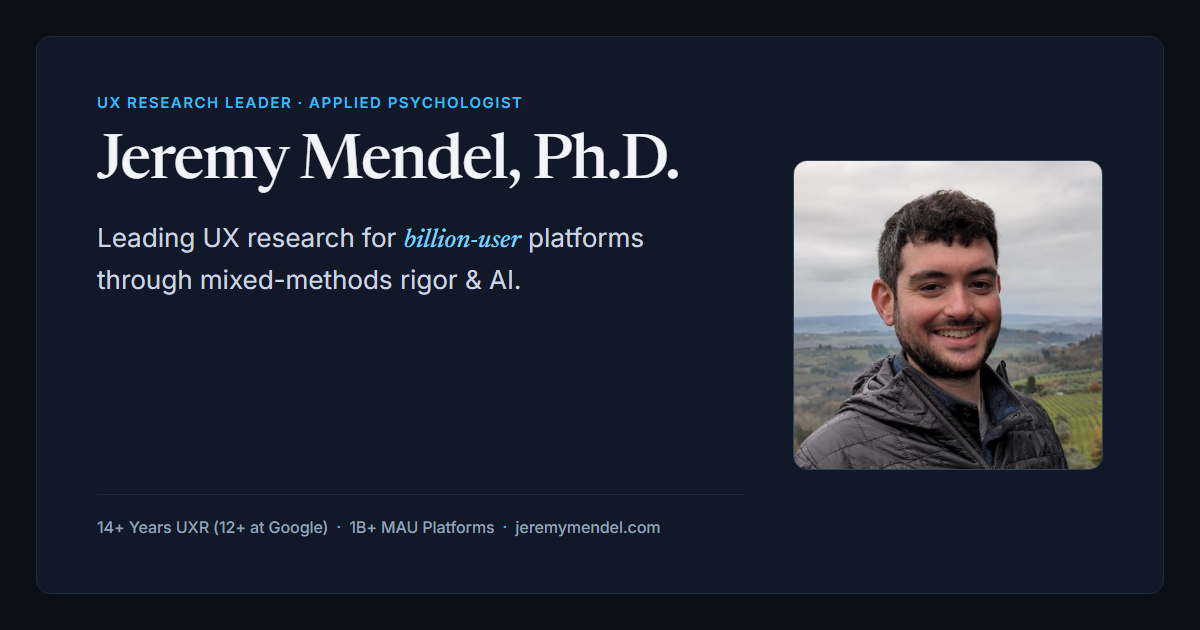 UX RESEARCH LEADER · APPLIED PSYCHOLOGIST
Jeremy Mendel, Ph.D.
Leading UX research for billion-user platforms
through mixed-methods rigor & AI.
14+ Years UXR (12+ at Google) · 1B+ MAU Platforms · jeremymendel.com